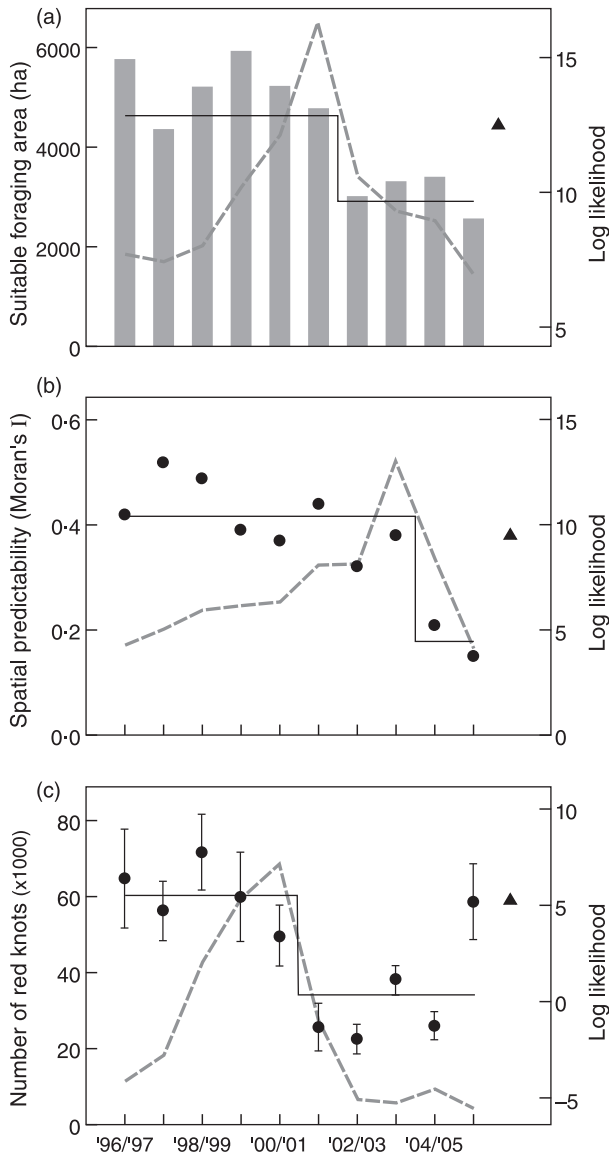 (a)
6000
4000
2000
0
Suitable foraging area (ha)
15
10
5
Log likelihood
(b)
0·6
0·4
0·2
0·0
Spatial predictability (Moran's I)
15
10
5
0
Log likelihood
(c)
80
60
40
20
0
Number of red knots (x1000)
10
5
0
−5
Log likelihood
'96/'97 '98/'99 '00/'01 '02/'03 '04/'05